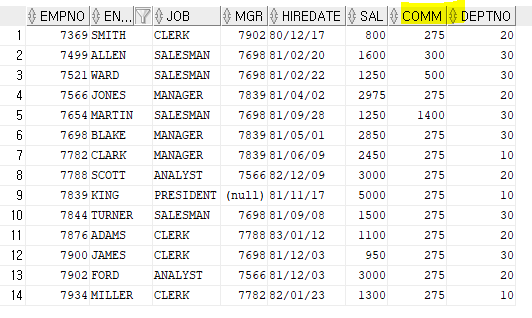 EMPNO EN... JOB MGR HIREDATE SAL COMM DEPTNO
1 7369 SMITH CLERK 7902 80/12/17 800 275 20
2 7499 ALLEN SALESMAN 7698 81/02/20 1600 300 30
3 7521 WARD SALESMAN 7698 81/02/22 1250 500 30
4 7566 JONES MANAGER 7839 81/04/02 2975 275 20
5 7654 MARTIN SALESMAN 7698 81/09/28 1250 1400 30
6 7698 BLAKE MANAGER 7839 81/05/01 2850 275 30
7 7782 CLARK MANAGER 7839 81/06/09 2450 275 10
8 7788 SCOTT ANALYST 7566 82/12/09 3000 275 20
9 7839 KING PRESIDENT (null) 81/11/17 5000 275 10
10 7844 TURNER SALESMAN 7698 81/09/08 1500 275 30
11 7876 ADAMS CLERK 7788 83/01/12 1100 275 20
12 7900 JAMES CLERK 7698 81/12/03 950 275 30
13 7902 FORD ANALYST 7566 81/12/03 3000 275 20
14 7934 MILLER CLERK 7782 82/01/23 1300 275 10